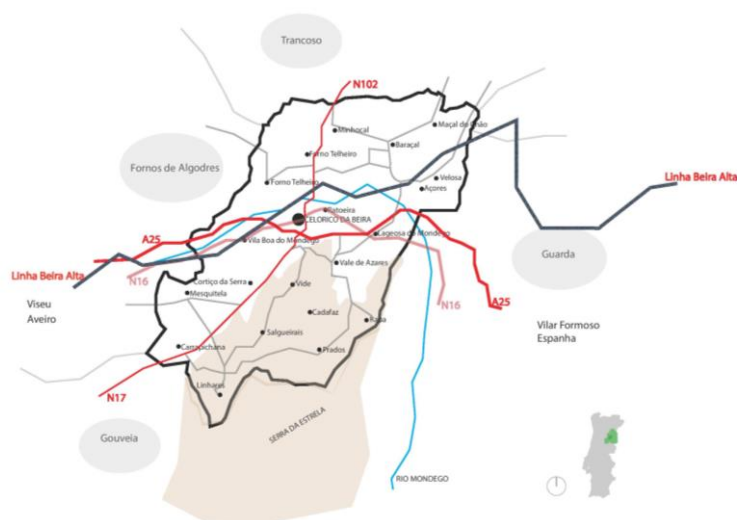 Trancoso
N102
Minhocal
Maçal do Chão
Baraçal
Forno Telheiro
Fornos de Algodres
Forno Telheiro
Velosa
Açores
Linha Beira Alta
Ratoeira
CELORICO DA BEIRA
A25
Vila Boa do Mondego
Lageosa do Mondego
Guarda
Linha Beira Alta
N16
Vale de Azares
Cortiço da Serra
Mesquitela
Vide
Viseu
Aveiro
N16
A25
Cadafaz
Rapa
Vilar Formoso
Espanha
Salgueirais
Carrapichana
Prados
Linhares
N17
SERRA DA ESTRELA
Gouveia
RIO MONDEGO